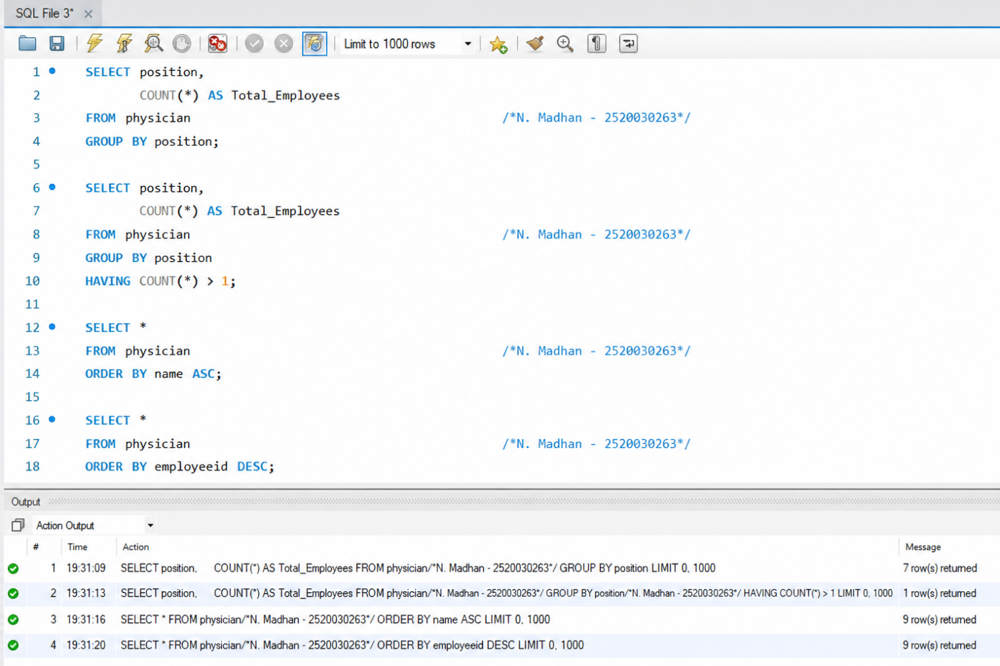 SQL File 3*
Limit to 1000 rows
1 SELECT position,
2 COUNT(*) AS Total_Employees
3 FROM physician /*N. Madhan - 2520030263*/
4 GROUP BY position;
5
6 SELECT position,
7 COUNT(*) AS Total_Employees
8 FROM physician /*N. Madhan - 2520030263*/
9 GROUP BY position
10 HAVING COUNT(*) > 1;
11
12 SELECT *
13 FROM physician /*N. Madhan - 2520030263*/
14 ORDER BY name ASC;
15
16 SELECT *
17 FROM physician /*N. Madhan - 2520030263*/
18 ORDER BY employeeid DESC;
Output
Action Output
# Time Action Message
1 19:31:09 SELECT position, COUNT(*) AS Total_Employees FROM physician/*N. Madhan - 2520030263*/ GROUP BY position LIMIT 0, 1000 7 row(s) returned
2 19:31:13 SELECT position, COUNT(*) AS Total_Employees FROM physician/*N. Madhan - 2520030263*/ GROUP BY position/*N. Madhan - 2520030263*/ HAVING COUNT(*) > 1 LIMIT 0, 1000 1 row(s) returned
3 19:31:16 SELECT * FROM physician/*N. Madhan - 2520030263*/ ORDER BY name ASC LIMIT 0, 1000 9 row(s) returned
4 19:31:20 SELECT * FROM physician/*N. Madhan - 2520030263*/ ORDER BY employeeid DESC LIMIT 0, 1000 9 row(s) returned